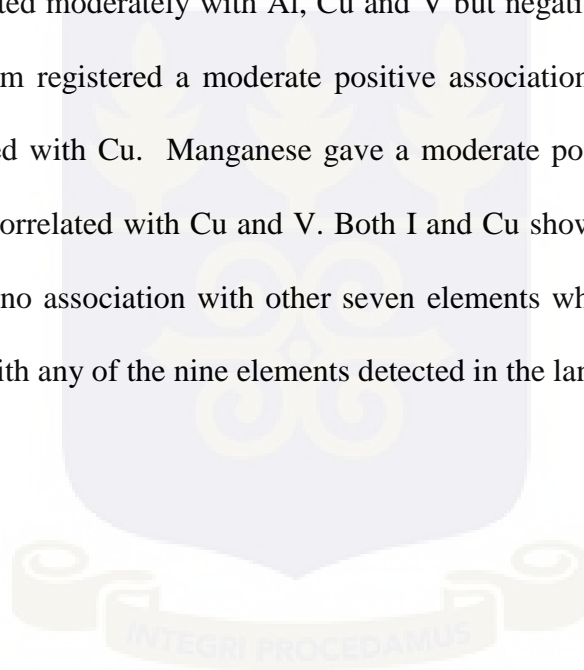 ted moderately with Al, Cu and V but negati
m registered a moderate positive association
ed with Cu. Manganese gave a moderate po
orrelated with Cu and V. Both I and Cu show
no association with other seven elements wh
ith any of the nine elements detected in the lan
INTEGRI PROCEDAMUS